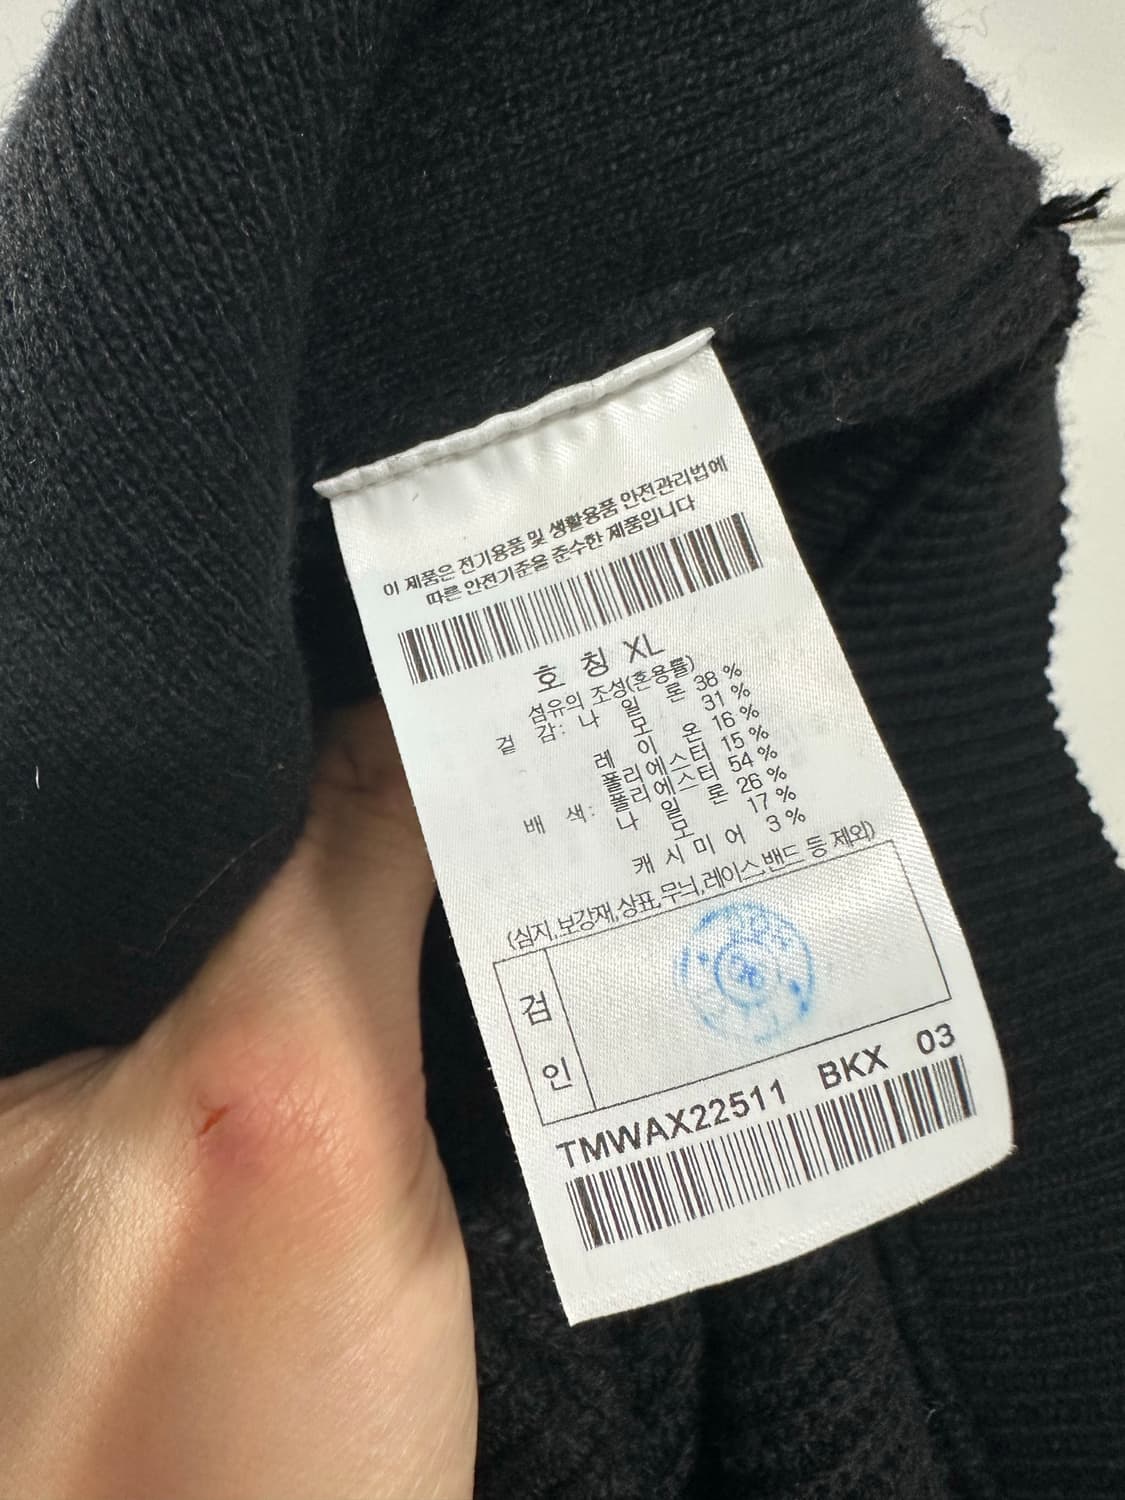 이 제품은 전기용품 및 생활용품 안전관리법에
따른 안전기준을 준수한 제품입니다
호 칭 XL
섬유의 조성(혼용률)
겉 감: 나 일 론 38 %
모 31 %
레 이 온 16 %
폴리에스터 15 %
배 색: 폴리에스터 54 %
나 일 론 26 %
모 17 %
캐 시 미 어 3 %
(심지,보강재,상표,무늬,레이스,밴드 등 제외)
검
인
TMWAX22511 BKX 03